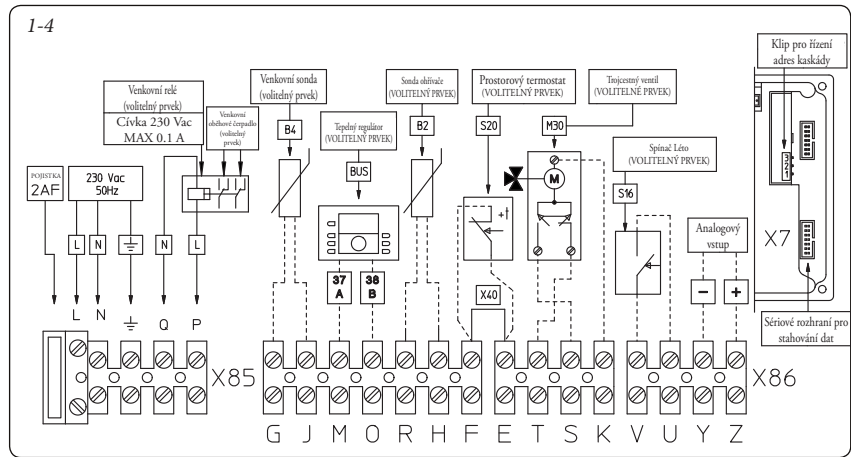 1-4
Klip pro řízení
adres kaskády
Venkovní relé
(volitelný prvek)
Cívka 230 Vac
MAX 0.1 A
Venkovní
oběhové čerpadlo
(volitelný
prvek)
Venkovní sonda
(volitelný prvek)
Tepelný regulátor
(VOLITELNÝ PRVEK)
Sonda ohřívače
(VOLITELNÝ PRVEK)
Prostorový termostat
(VOLITELNÝ PRVEK)
Trojcestný ventil
(VOLITELNÉ PRVEK)
Spínač Léto
(VOLITELNÝ PRVEK)
Analogový
vstup
POJISTKA
2AF
230 Vac
50Hz
B4
BUS
B2
S20
M30
S16
M
+t
3
2
1
X7
L
N
N
L
37
A
38
B
X40
−
+
Sériové rozhraní pro
stahování dat
L N Q P
X85
X86
G J M O R H F E T S K V U Y Z